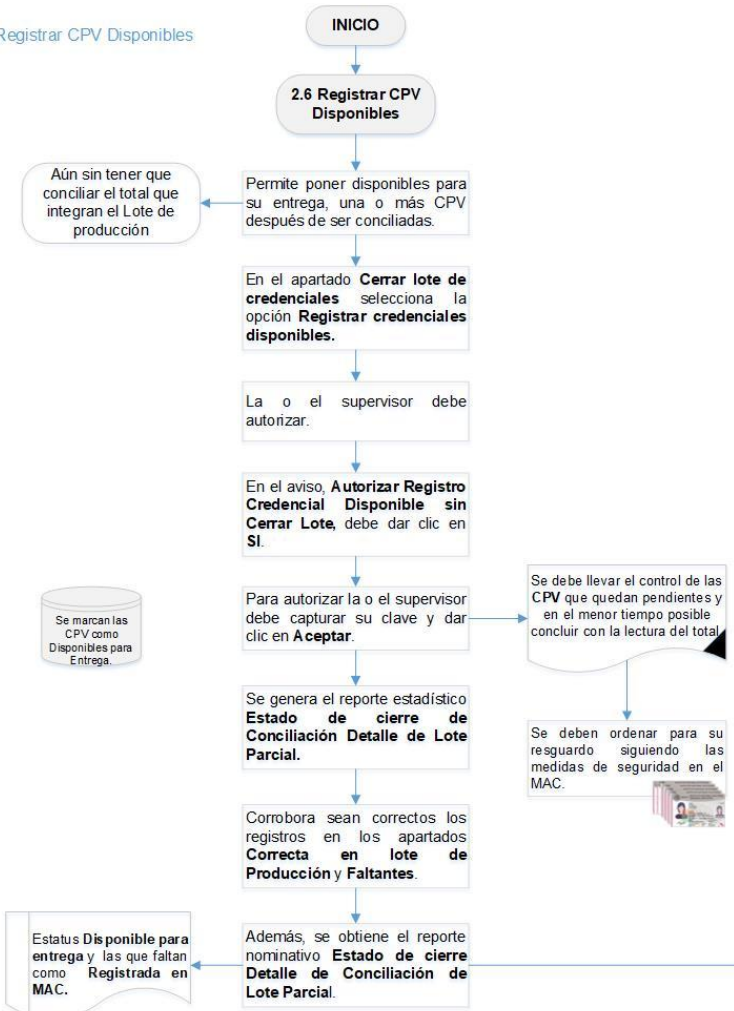 Registrar CPV Disponibles
INICIO
2.6 Registrar CPV
Disponibles
Aún sin tener que
conciliar el total que
integran el Lote de
producción
Permite poner disponibles para
su entrega, una o más CPV
después de ser conciliadas.
En el apartado Cerrar lote de
credenciales selecciona la
opción Registrar credenciales
disponibles.
La o el supervisor debe
autorizar.
En el aviso, Autorizar Registro
Credencial Disponible sin
Cerrar Lote, debe dar clic en
SI.
Se marcan las
CPV como
Disponibles para
Entrega.
Para autorizar la o el supervisor
debe capturar su clave y dar
clic en Aceptar.
Se debe llevar el control de las
CPV que quedan pendientes y
en el menor tiempo posible
concluir con la lectura del total
Se genera el reporte estadístico
Estado de cierre de
Conciliación Detalle de Lote
Parcial.
Se deben ordenar para su
resguardo siguiendo las
medidas de seguridad en el
MAC.
Corrobora sean correctos los
registros en los apartados
Correcta en lote de
Producción y Faltantes.
Estatus Disponible para
entrega y las que faltan
como Registrada en
MAC.
Además, se obtiene el reporte
nominativo Estado de cierre
Detalle de Conciliación de
Lote Parcial.